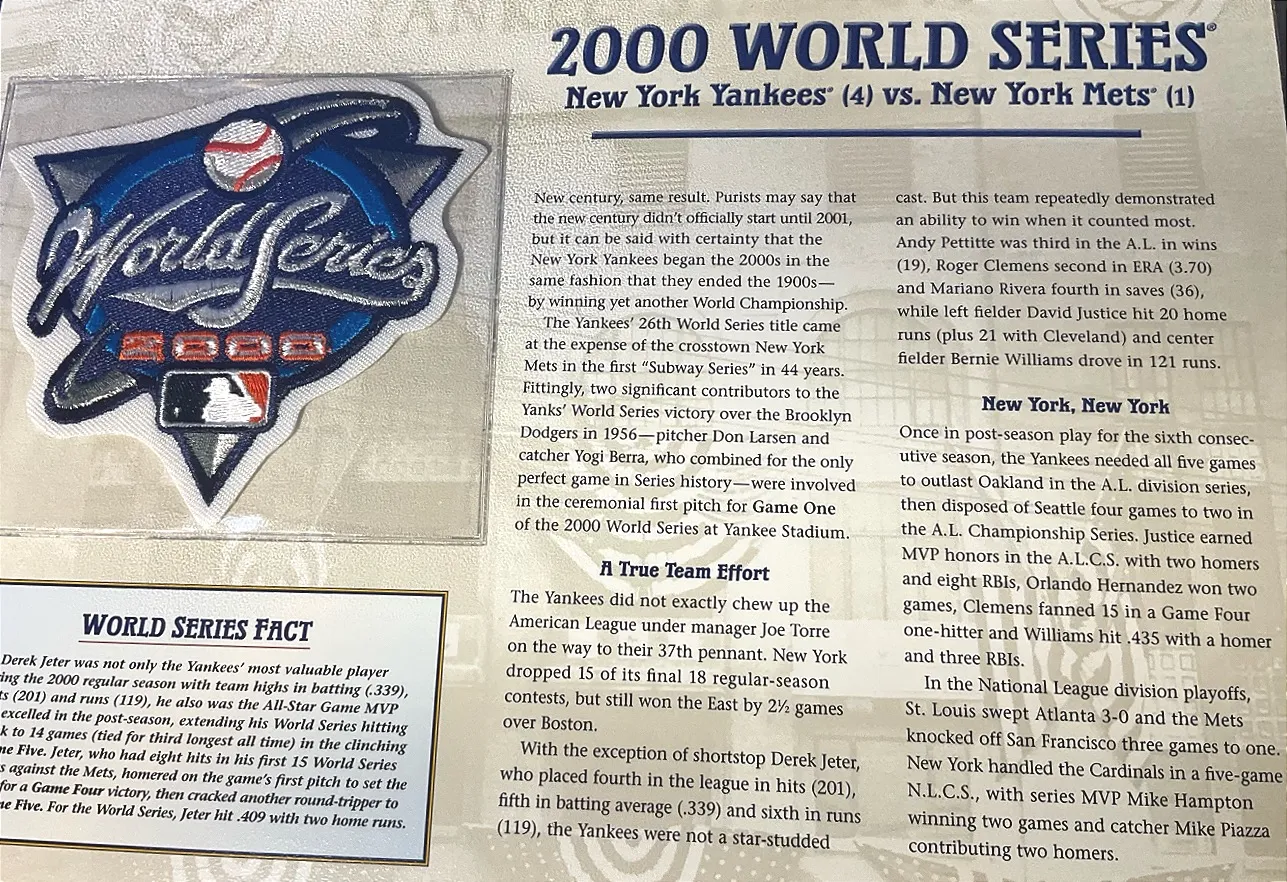 2000 WORLD SERIES®
New York Yankees® (4) vs. New York Mets® (1)
World Series®
2000
New century, same result. Purists may say that
the new century didn't officially start until 2001,
but it can be said with certainty that the
New York Yankees began the 2000s in the
same fashion that they ended the 1900s—
by winning yet another World Championship.
The Yankees' 26th World Series title came
at the expense of the crosstown New York
Mets in the first "Subway Series" in 44 years.
Fittingly, two significant contributors to the
Yanks' World Series victory over the Brooklyn
Dodgers in 1956—pitcher Don Larsen and
catcher Yogi Berra, who combined for the only
perfect game in Series history—were involved
in the ceremonial first pitch for Game One
of the 2000 World Series at Yankee Stadium.
A True Team Effort
The Yankees did not exactly chew up the
American League under manager Joe Torre
on the way to their 37th pennant. New York
dropped 15 of its final 18 regular-season
contests, but still won the East by 2½ games
over Boston.
With the exception of shortstop Derek Jeter,
who placed fourth in the league in hits (201),
fifth in batting average (.339) and sixth in runs
(119), the Yankees were not a star-studded
cast. But this team repeatedly demonstrated
an ability to win when it counted most.
Andy Pettitte was third in the A.L. in wins
(19), Roger Clemens second in ERA (3.70)
and Mariano Rivera fourth in saves (36),
while left fielder David Justice hit 20 home
runs (plus 21 with Cleveland) and center
fielder Bernie Williams drove in 121 runs.
New York, New York
Once in post-season play for the sixth consec-
utive season, the Yankees needed all five games
to outlast Oakland in the A.L. division series,
then disposed of Seattle four games to two in
the A.L. Championship Series. Justice earned
MVP honors in the A.L.C.S. with two homers
and eight RBIs, Orlando Hernandez won two
games, Clemens fanned 15 in a Game Four
one-hitter and Williams hit .435 with a homer
and three RBIs.
In the National League division playoffs,
St. Louis swept Atlanta 3-0 and the Mets
knocked off San Francisco three games to one.
New York handled the Cardinals in a five-game
N.L.C.S., with series MVP Mike Hampton
winning two games and catcher Mike Piazza
contributing two homers.
WORLD SERIES FACT
Derek Jeter was not only the Yankees' most valuable player
ing the 2000 regular season with team highs in batting (.339),
ts (201) and runs (119), he also was the All-Star Game MVP
excelled in the post-season, extending his World Series hitting
k to 14 games (tied for third longest all time) in the clinching
me Five. Jeter, who had eight hits in his first 15 World Series
s against the Mets, homered on the game's first pitch to set the
for a Game Four victory, then cracked another round-tripper to
ne Five. For the World Series, Jeter hit .409 with two home runs.